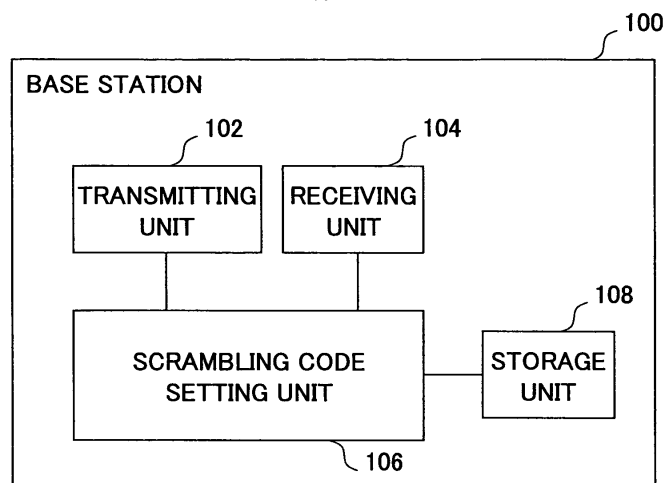 100
BASE STATION
102
104
TRANSMITTING
UNIT
RECEIVING
UNIT
108
SCRAMBLING CODE
SETTING UNIT
STORAGE
UNIT
106